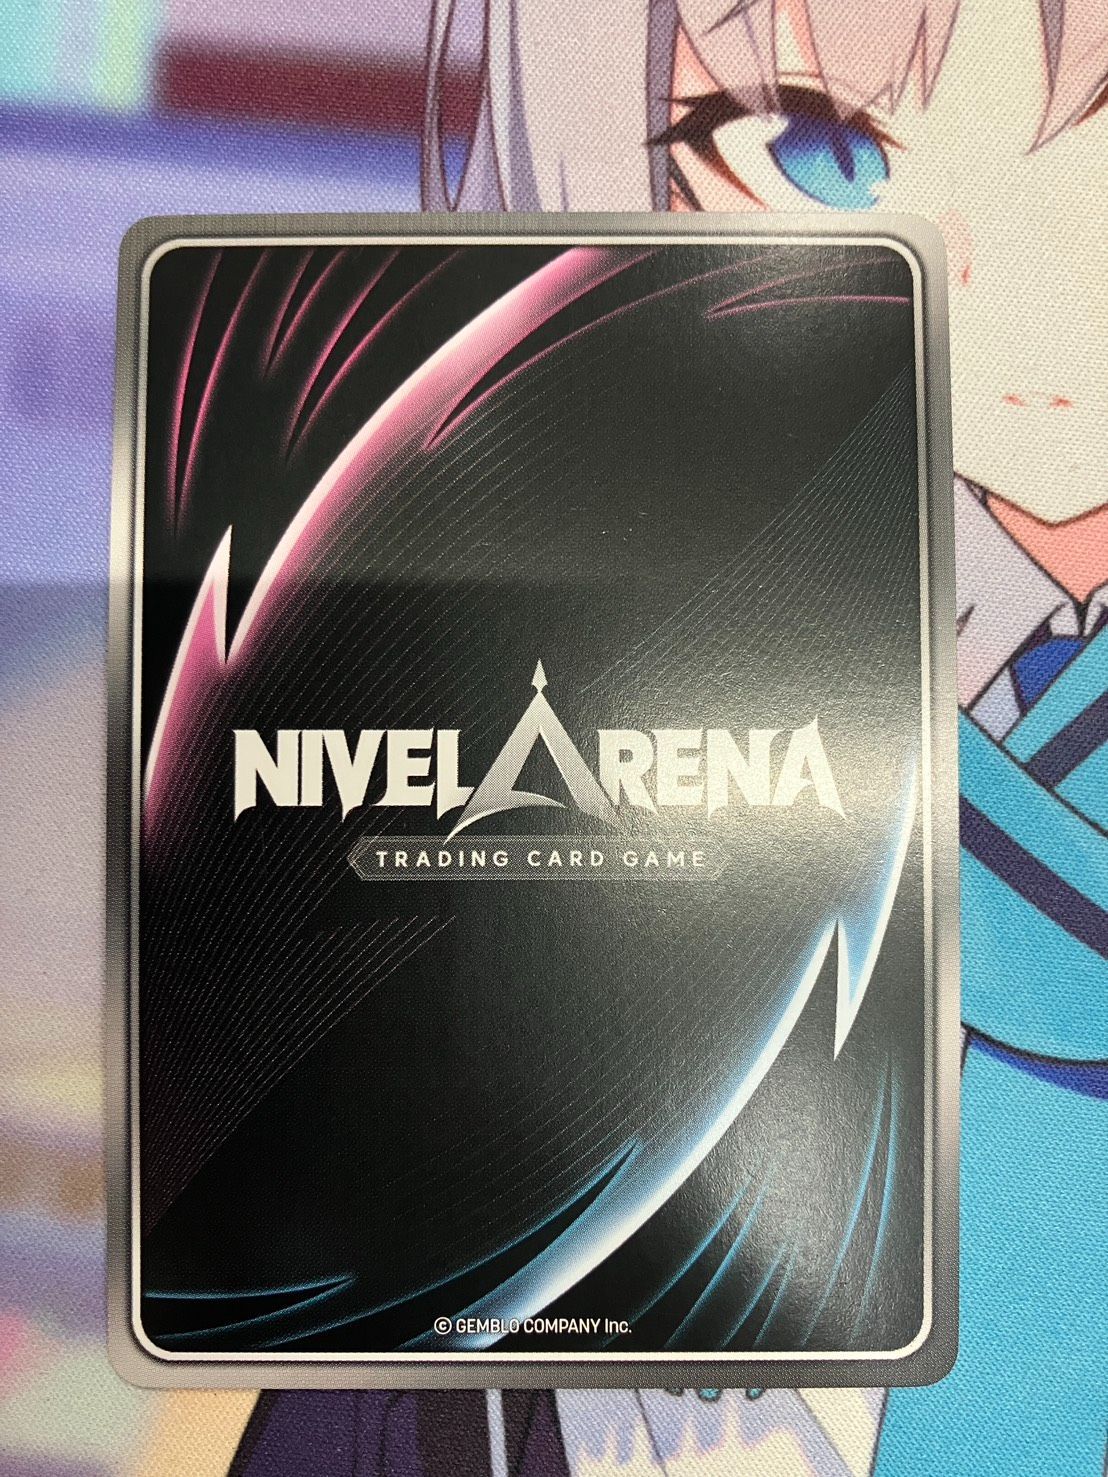 NIVEL ARENA
TRADING CARD GAME
© GEMBLO COMPANY Inc.